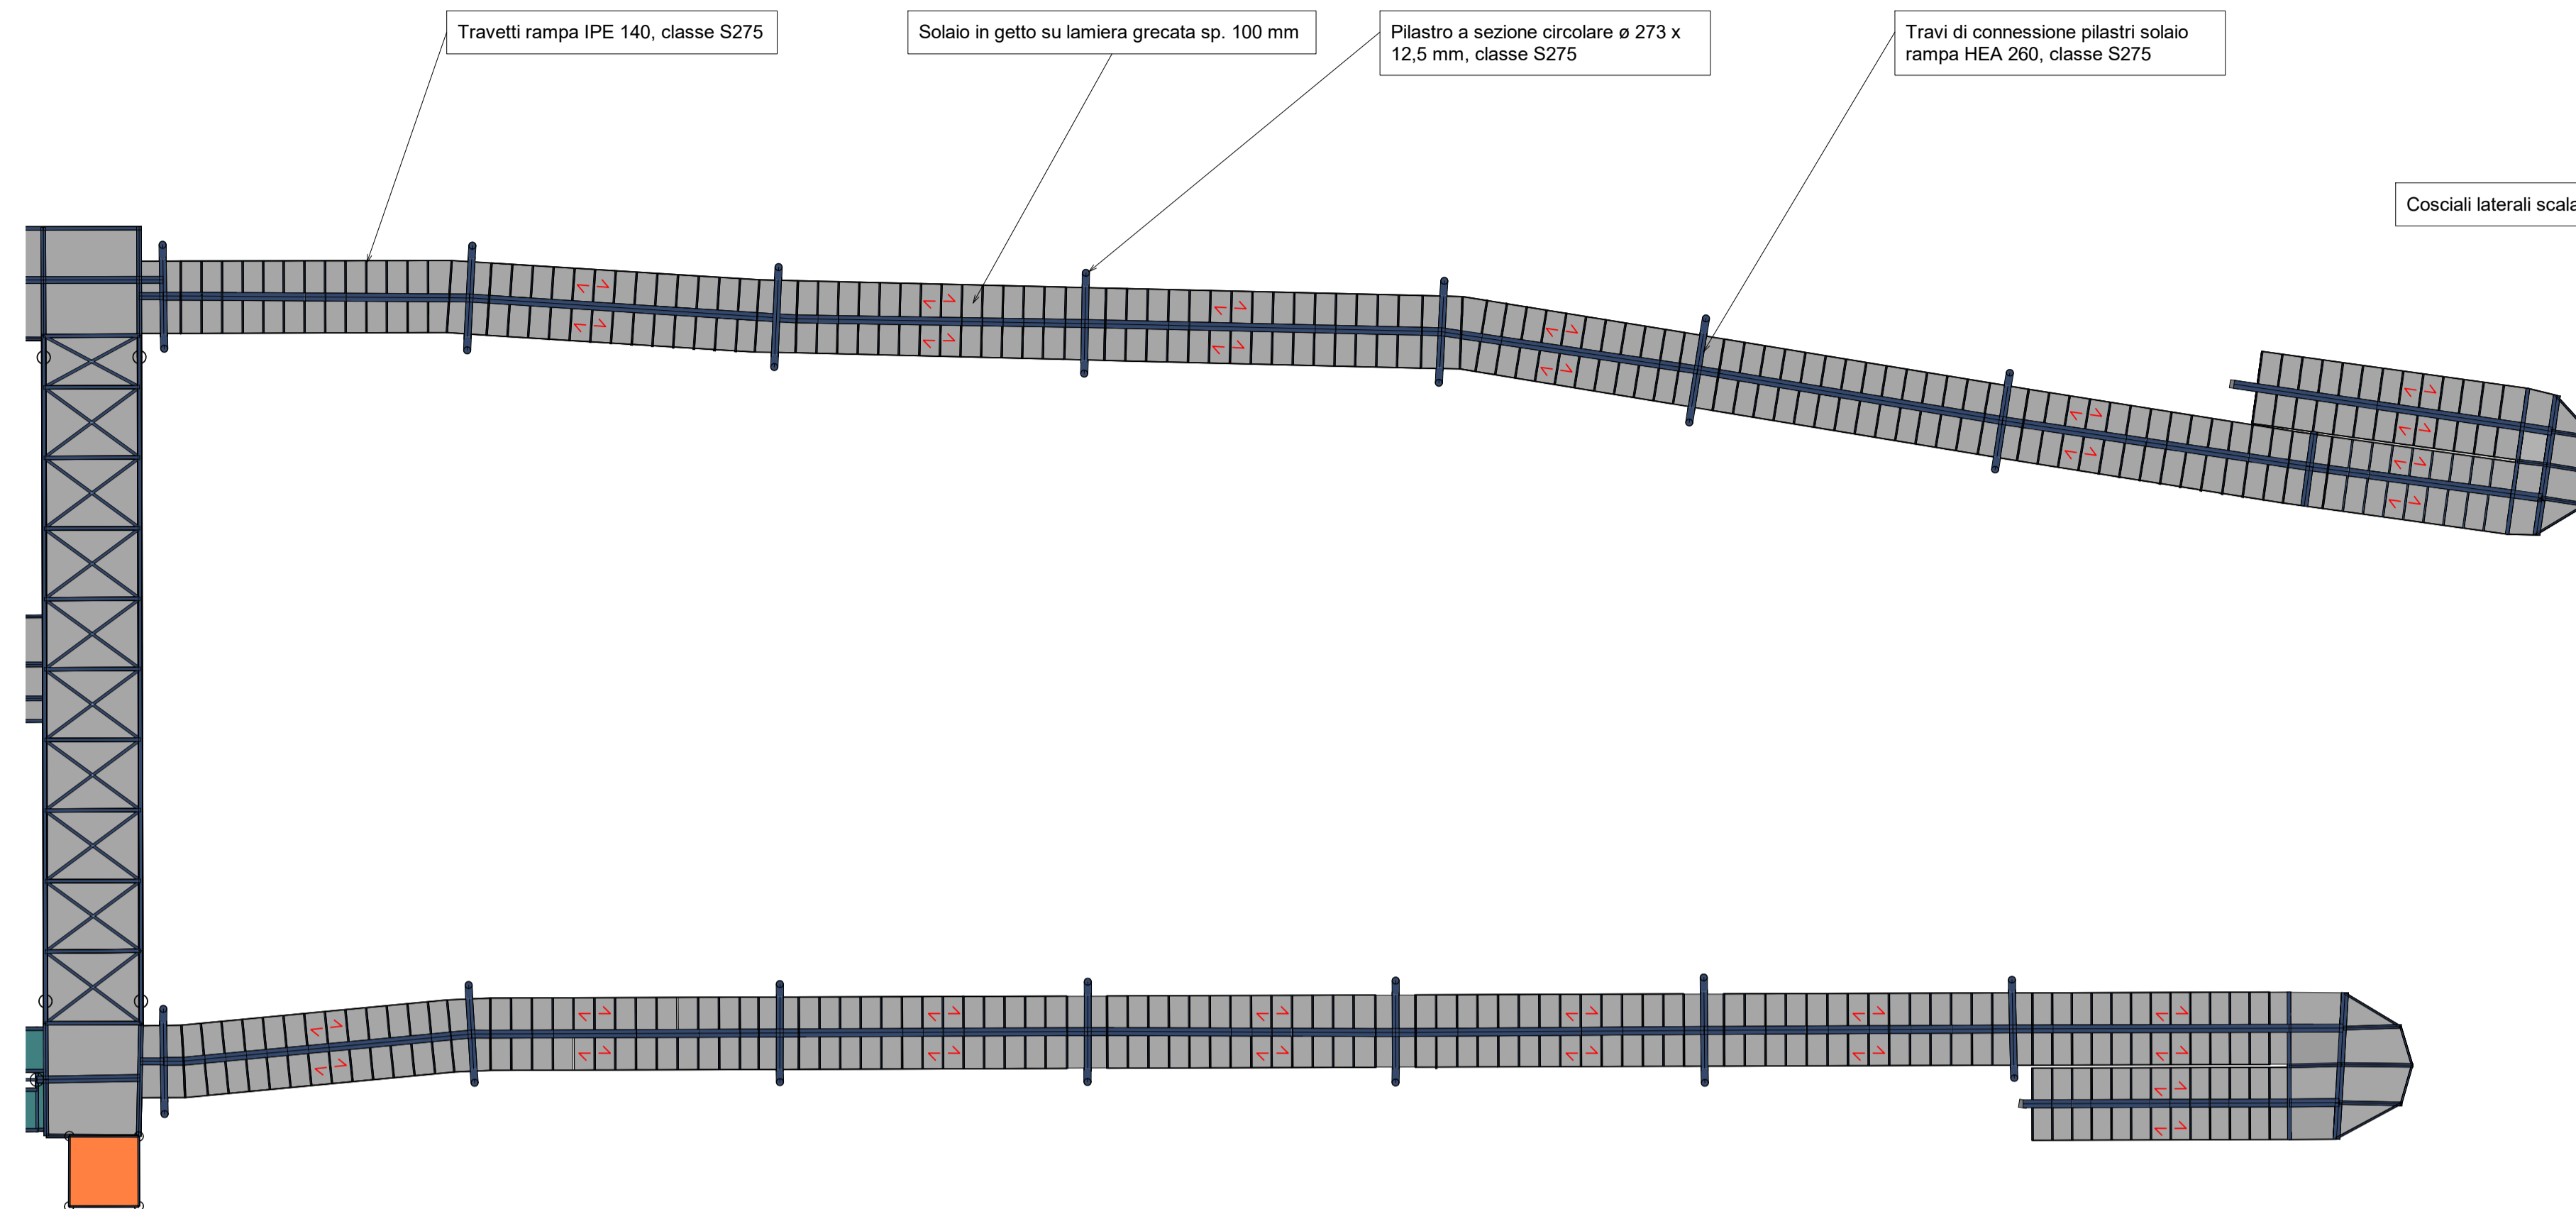 Travetti rampa IPE 140, classe S275
Solaio in getto su lamiera grecata sp. 100 mm
Pilastro a sezione circolare ø 273 x
12,5 mm, classe S275
Travi di connessione pilastri solaio
rampa HEA 260, classe S275
Cosciali laterali scala